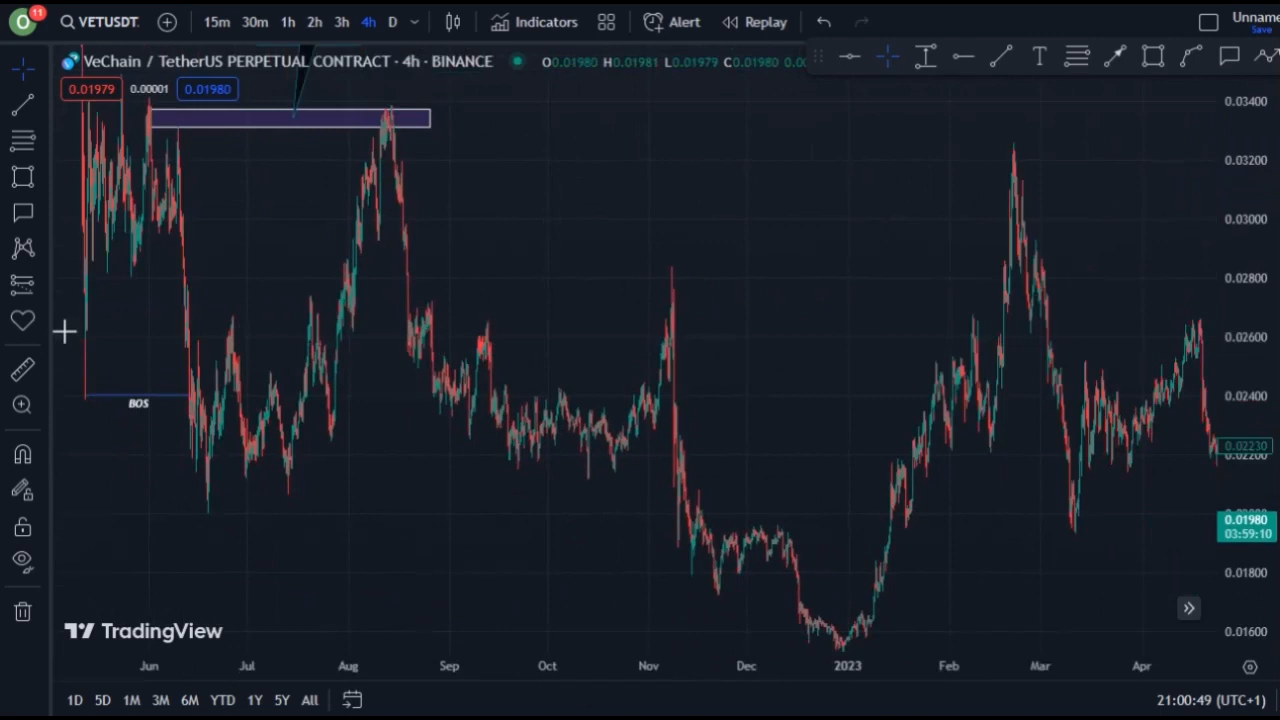 11
O VETUSDT 15m 30m 1h 2h 3h 4h D Indicators Alert Replay Unname
Save
VeChain / TetherUS PERPETUAL CONTRACT · 4h · BINANCE O0.01980 H0.01981 L0.01979 C0.01980 0.00
0.01979 0.00001 0.01980
T
0.03400
0.03200
0.03000
0.02800
0.02600
0.02400
BOS
0.02230
0.02200
0.01980
03:59:10
0.01800
0.01600
TradingView
Jun Jul Aug Sep Oct Nov Dec 2023 Feb Mar Apr
1D 5D 1M 3M 6M YTD 1Y 5Y All 21:00:49 (UTC+1)